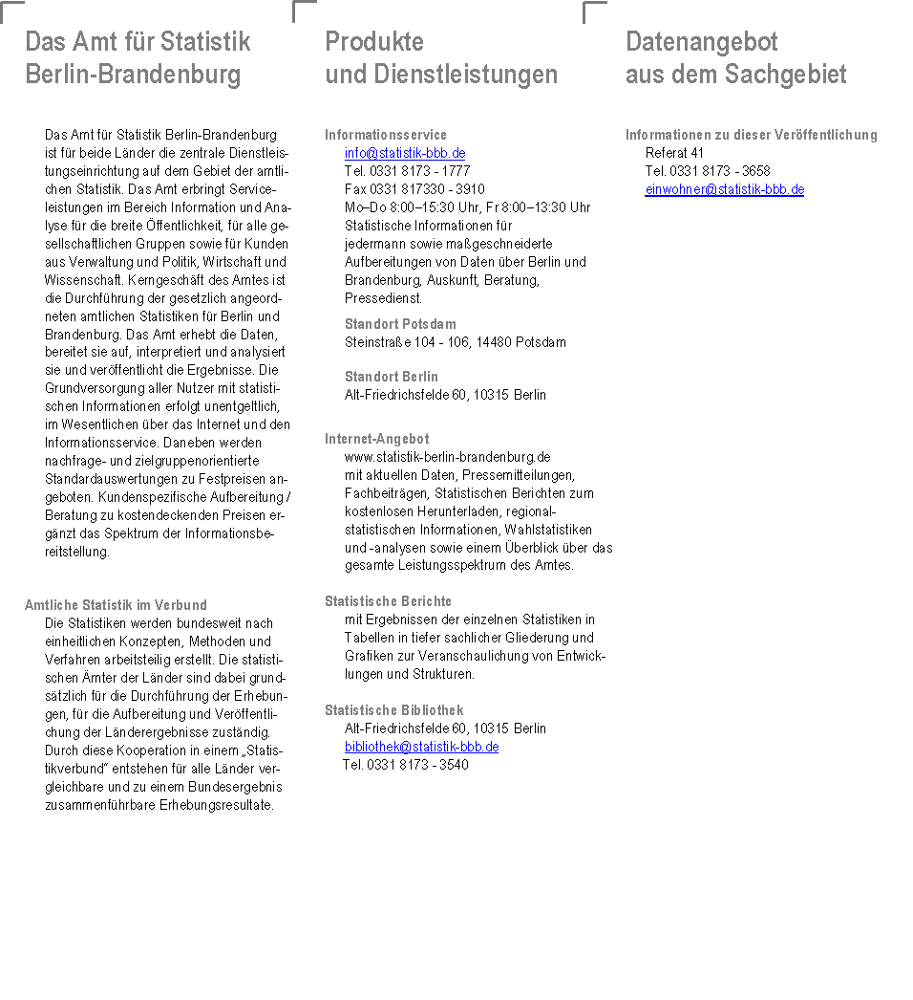 Das Amt für Statistik
Berlin-Brandenburg
Das Amt für Statistik Berlin-Brandenburg
ist für beide Länder die zentrale Dienstleis-
tungseinrichtung auf dem Gebiet der amtli-
chen Statistik. Das Amt erbringt Service-
leistungen im Bereich Information und Ana-
lyse für die breite Öffentlichkeit, für alle ge-
sellschaftlichen Gruppen sowie für Kunden
aus Verwaltung und Politik, Wirtschaft und
Wissenschaft. Kerngeschäft des Amtes ist
die Durchführung der gesetzlich angeord-
neten amtlichen Statistiken für Berlin und
Brandenburg. Das Amt erhebt die Daten,
bereitet sie auf, interpretiert und analysiert
sie und veröffentlicht die Ergebnisse. Die
Grundversorgung aller Nutzer mit statisti-
schen Informationen erfolgt unentgeltlich,
im Wesentlichen über das Internet und den
Informationsservice. Daneben werden
nachfrage- und zielgruppenorientierte
Standardauswertungen zu Festpreisen an-
geboten. Kundenspezifische Aufbereitung /
Beratung zu kostendeckenden Preisen er-
gänzt das Spektrum der Informationsbe-
reitstellung.
Amtliche Statistik im Verbund
Die Statistiken werden bundesweit nach
einheitlichen Konzepten, Methoden und
Verfahren arbeitsteilig erstellt. Die statisti-
schen Ämter der Länder sind dabei grund-
sätzlich für die Durchführung der Erhebun-
gen, für die Aufbereitung und Veröffentli-
chung der Länderergebnisse zuständig.
Durch diese Kooperation in einem „Statis-
tikverbund“ entstehen für alle Länder ver-
gleichbare und zu einem Bundesergebnis
zusammenführbare Erhebungsresultate.
Produkte
und Dienstleistungen
Informationsservice
info@statistik-bbb.de
Tel. 0331 8173 - 1777
Fax 0331 817330 - 3910
Mo–Do 8:00–15:30 Uhr, Fr 8:00–13:30 Uhr
Statistische Informationen für
jedermann sowie maßgeschneiderte
Aufbereitungen von Daten über Berlin und
Brandenburg, Auskunft, Beratung,
Pressedienst.
Standort Potsdam
Steinstraße 104 - 106, 14480 Potsdam
Standort Berlin
Alt-Friedrichsfelde 60, 10315 Berlin
Internet-Angebot
www.statistik-berlin-brandenburg.de
mit aktuellen Daten, Pressemitteilungen,
Fachbeiträgen, Statistischen Berichten zum
kostenlosen Herunterladen, regional-
statistischen Informationen, Wahlstatistiken
und -analysen sowie einem Überblick über das
gesamte Leistungsspektrum des Amtes.
Statistische Berichte
mit Ergebnissen der einzelnen Statistiken in
Tabellen in tiefer sachlicher Gliederung und
Grafiken zur Veranschaulichung von Entwick-
lungen und Strukturen.
Statistische Bibliothek
Alt-Friedrichsfelde 60, 10315 Berlin
bibliothek@statistik-bbb.de
Tel. 0331 8173 - 3540
Datenangebot
aus dem Sachgebiet
Informationen zu dieser Veröffentlichung
Referat 41
Tel. 0331 8173 - 3658
einwohner@statistik-bbb.de